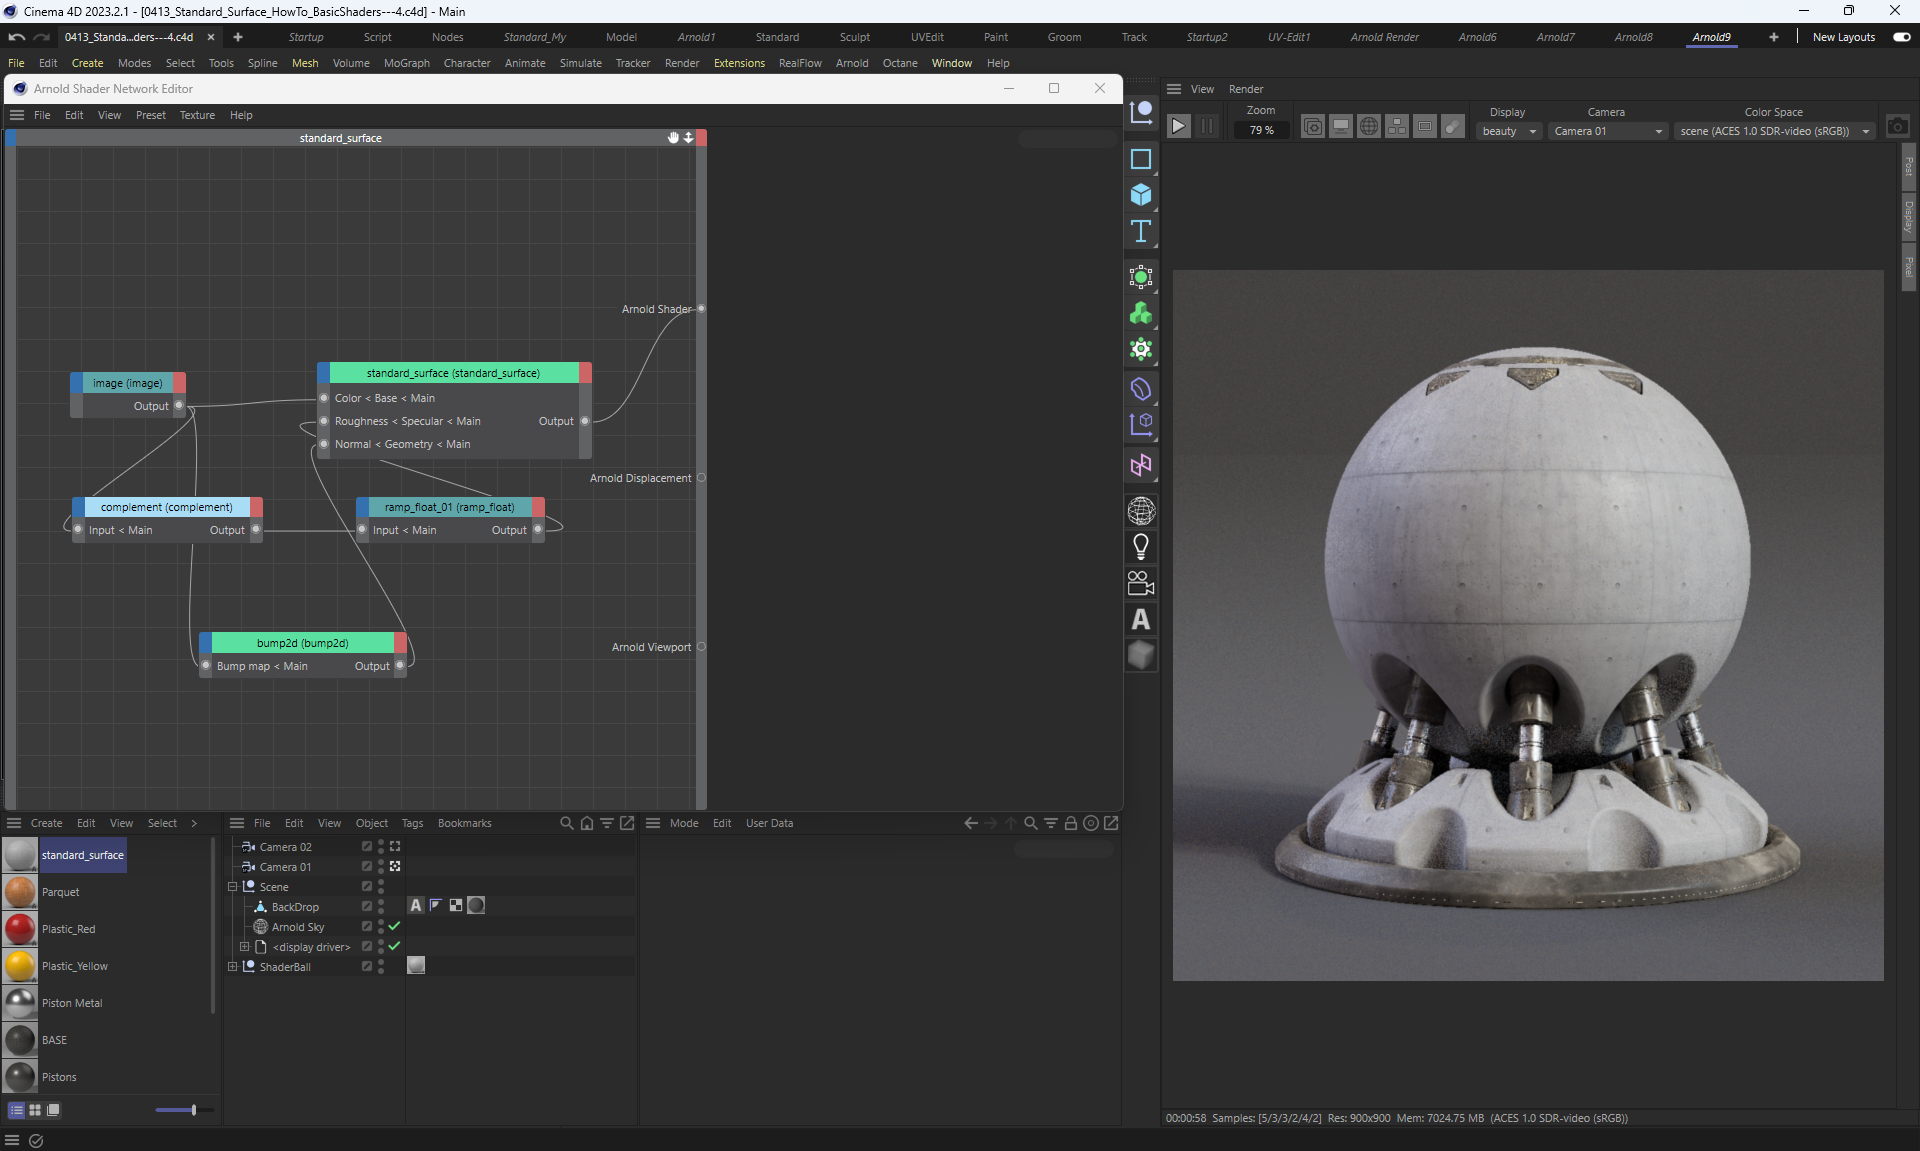 Cinema 4D 2023.2.1 - [0413_Standard_Surface_HowTo_BasicShaders---4.c4d] - Main
0413_Standa...ders---4.c4d × + Startup Script Nodes Standard_My Model Arnold1 Standard Sculpt UVEdit Paint Groom Track Startup2 UV-Edit1 Arnold Render Arnold6 Arnold7 Arnold8 Arnold9 + New Layouts
File Edit Create Modes Select Tools Spline Mesh Volume MoGraph Character Animate Simulate Tracker Render Extensions RealFlow Arnold Octane Window Help
Arnold Shader Network Editor
File Edit View Preset Texture Help
standard_surface
Arnold Shader
standard_surface (standard_surface)
image (image)
Color < Base < Main
Output
Roughness < Specular < Main Output
Normal < Geometry < Main
Arnold Displacement
complement (complement)
Input < Main Output
ramp_float_01 (ramp_float)
Input < Main Output
bump2d (bump2d)
Bump map < Main Output
Arnold Viewport
T
A
View Render
Zoom
79 %
Display
beauty
Camera
Camera 01
Color Space
scene (ACES 1.0 SDR-video (sRGB))
Post
Display
Pixel
Create Edit View Select >
standard_surface
Parquet
Plastic_Red
Plastic_Yellow
Piston Metal
BASE
Pistons
File Edit View Object Tags Bookmarks
Camera 02
Camera 01
Scene
BackDrop
A
Arnold Sky
<display driver>
ShaderBall
Mode Edit User Data
00:00:58 Samples: [5/3/3/2/4/2] Res: 900x900 Mem: 7024.75 MB (ACES 1.0 SDR-video (sRGB))